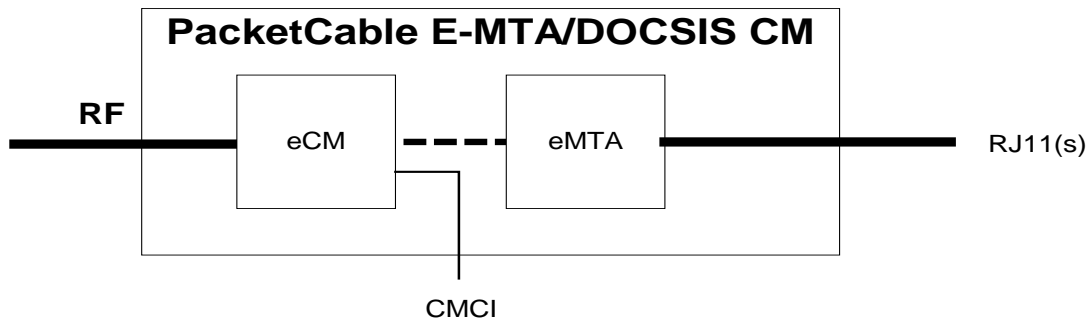 PacketCable E-MTA/DOCSIS CM
RF
eCM
eMTA
RJ11(s)
CMCI